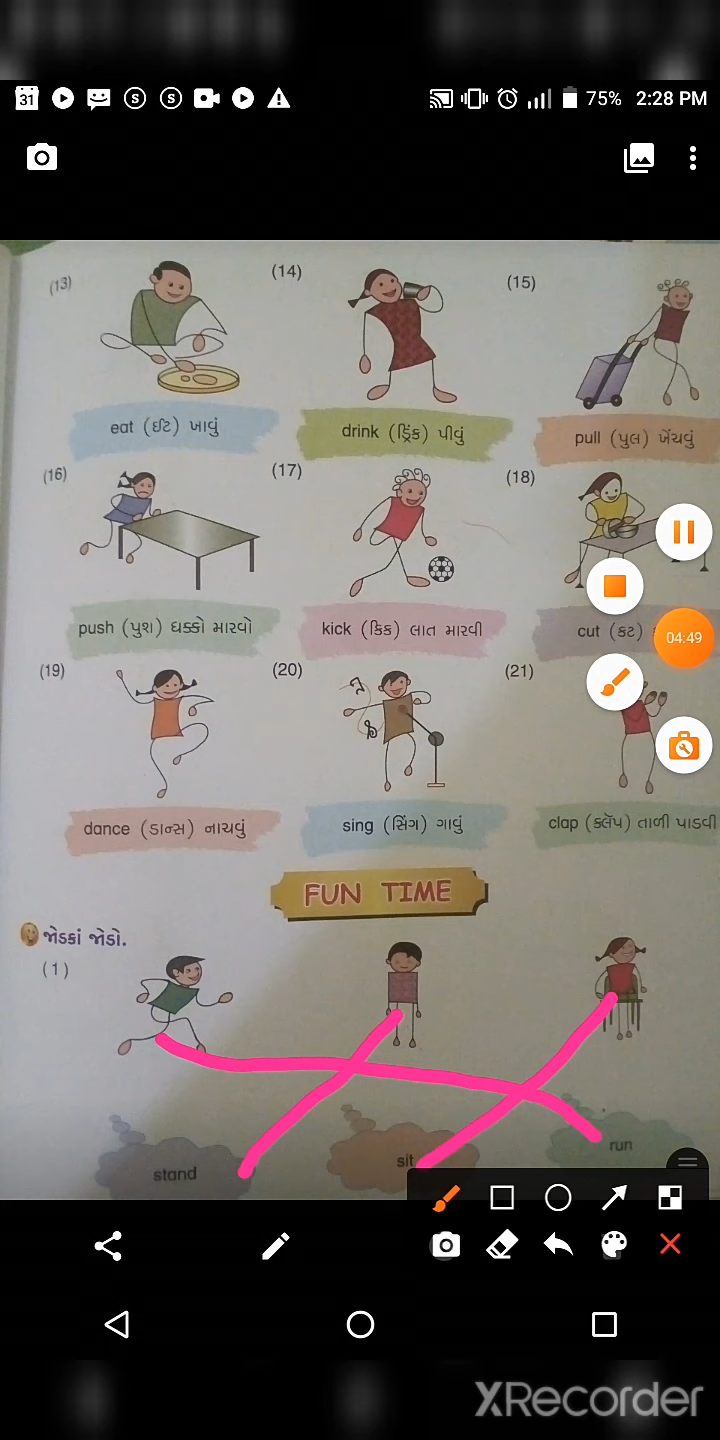 31 S S 75% 2:28 PM
(13) (14) (15)
eat (ઈટ) ખાવું drink (ડ્રિંક) પીવું pull (પુલ) ખેંચવું
(16) (17) (18)
push (પુશ) ધક્કો મારવો kick (કિક) લાત મારવી cut (કટ)
04:49
(19) (20) (21)
dance (ડાન્સ) નાચવું sing (સિંગ) ગાવું clap (ક્લૅપ) તાળી પાડવી
FUN TIME
જોડકાં જોડો.
(1)
stand sit run
XRecorder